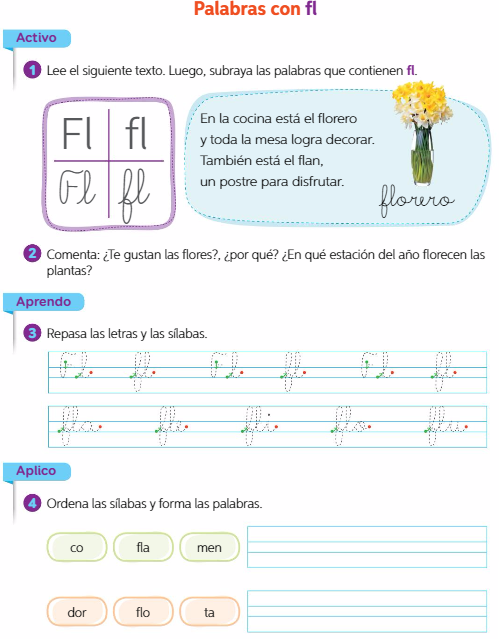 Palabras con fl
Activo
1 Lee el siguiente texto. Luego, subraya las palabras que contienen fl.
Fl fl
Fl fl
En la cocina está el florero
y toda la mesa logra decorar.
También está el flan,
un postre para disfrutar.
florero
2 Comenta: ¿Te gustan las flores?, ¿por qué? ¿En qué estación del año florecen las
plantas?
Aprendo
3 Repasa las letras y las sílabas.
Fl fl Fl fl Fl fl
fla fle fli flo flu
Aplico
4 Ordena las sílabas y forma las palabras.
co fla men
dor flo ta